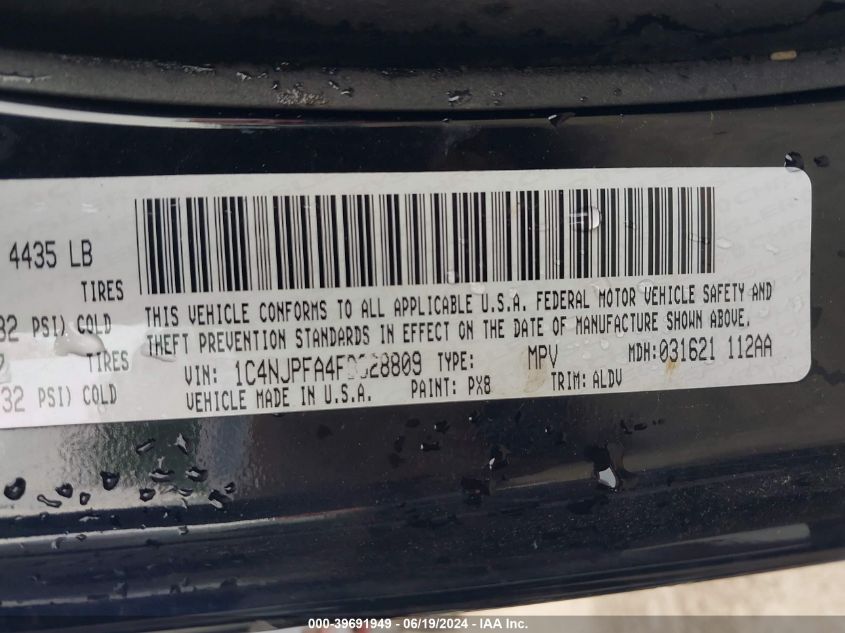 4435 LB
TIRES
32 PSI) COLD
TIRES
32 PSI) COLD
THIS VEHICLE CONFORMS TO ALL APPLICABLE U.S.A. FEDERAL MOTOR VEHICLE SAFETY AND
THEFT PREVENTION STANDARDS IN EFFECT ON THE DATE OF MANUFACTURE SHOWN ABOVE.
VIN: TYPE: MPV MDH:031621 112AA
VEHICLE MADE IN U.S.A. PAINT: PX8 TRIM: ALDV
000-39691949 - 06/19/2024 - IAA Inc.